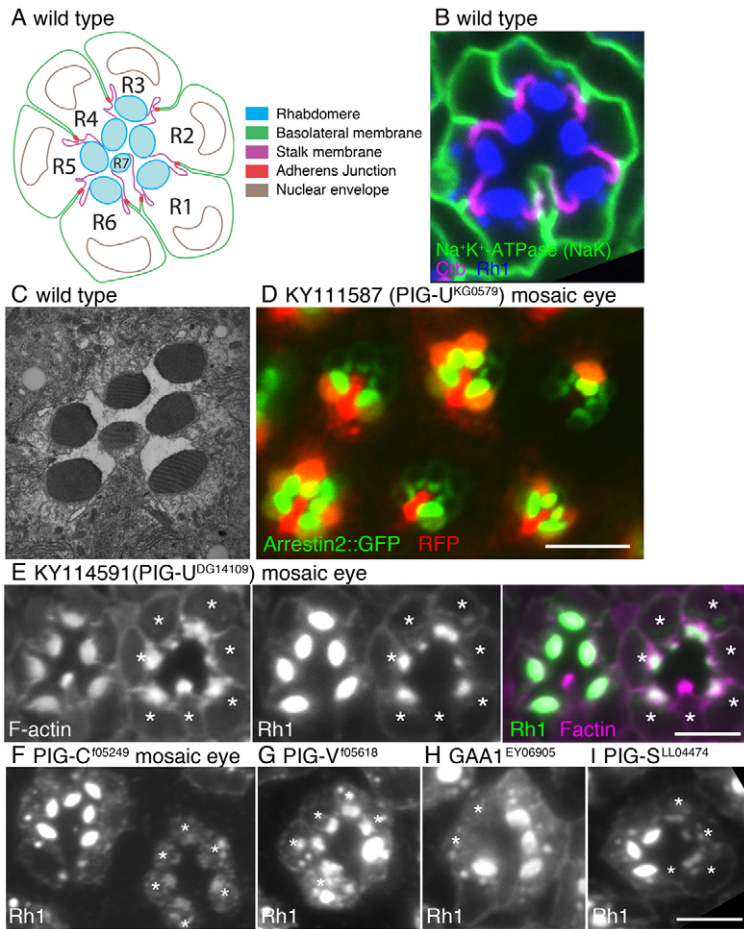 A wild type
B wild type
R3
R4
R2
R5
R7
R6
R1
Rhabdomere
Basolateral membrane
Stalk membrane
Adherens Junction
Nuclear envelope
Na⁺K⁺-ATPase (NaK)
Crb Rh1
C wild type
D KY111587 (PIG-U^KG0579) mosaic eye
Arrestin2::GFP RFP
E KY114591(PIG-U^DG14109) mosaic eye
* * * * * * *
* * * * * * *
* * * * * * *
F-actin
Rh1
Rh1 Factin
F PIG-C^f05249 mosaic eye
G PIG-V^f05618
H GAA1^EY06905
I PIG-S^LL04474
Rh1
Rh1
Rh1
Rh1